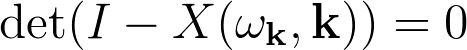 det(I − X(ω_𝐤, 𝐤)) = 0